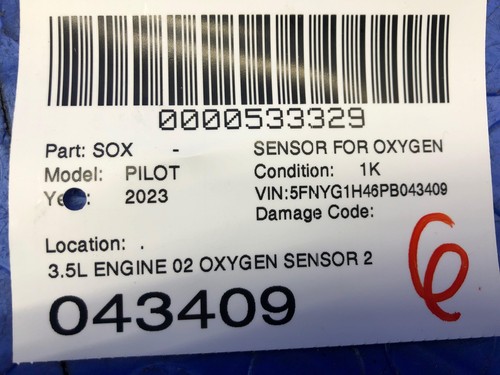 0000533329
Part: SOX - SENSOR FOR OXYGEN
Model: PILOT Condition: 1K
2023 VIN:5FNYG1H46PB043409
Damage Code:
Location: .
3.5L ENGINE 02 OXYGEN SENSOR 2
043409
6